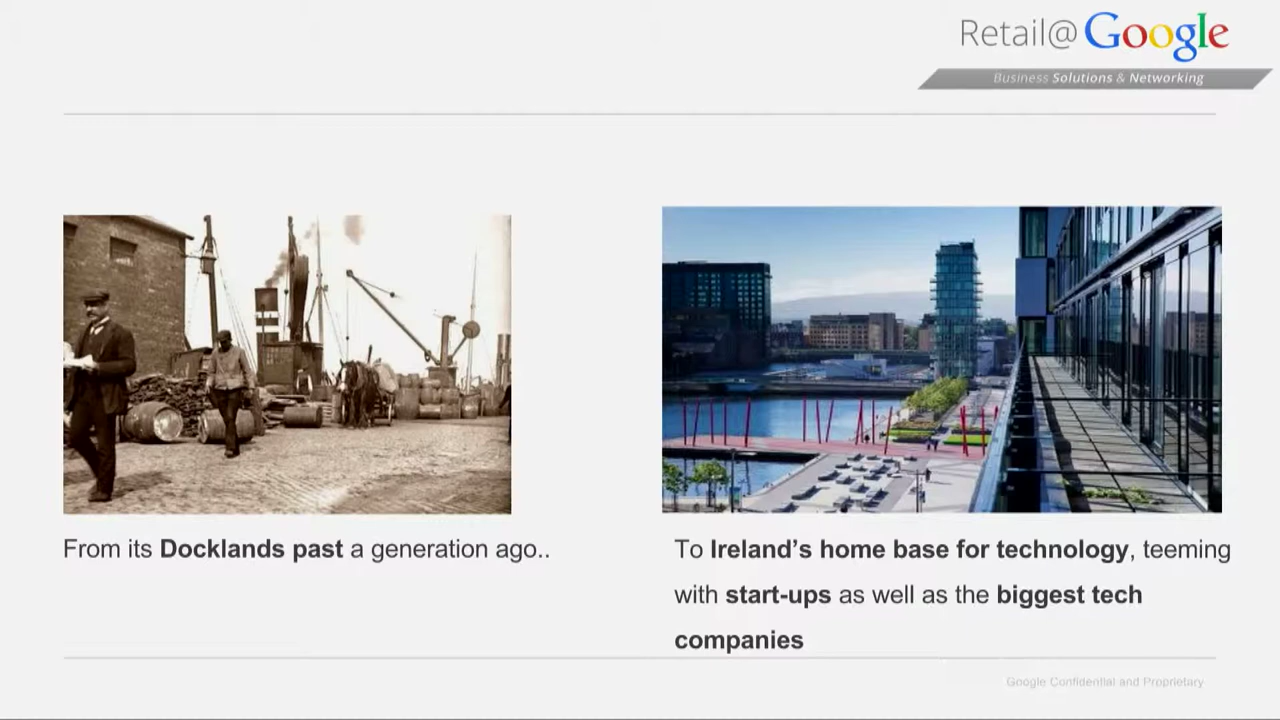 Retail@Google
Business Solutions & Networking
From its Docklands past a generation ago..
To Ireland’s home base for technology, teeming
with start-ups as well as the biggest tech
companies
Google Confidential and Proprietary